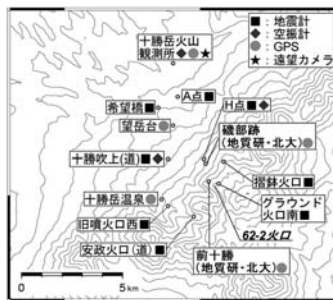 十勝岳火山
観測所◆●★
■：地震計
◆：空振計
●：GPS
★：遠望カメラ
A点■
希望橋■
H点■◆
望岳台●
磯部跡
(地質研・北大)●
十勝吹上(道)■◆
摺鉢火口■
十勝岳温泉●
グラウンド
火口南■
旧噴火口西■
62-2火口
安政火口(道)■
前十勝
(地質研・北大)●
0 5
km